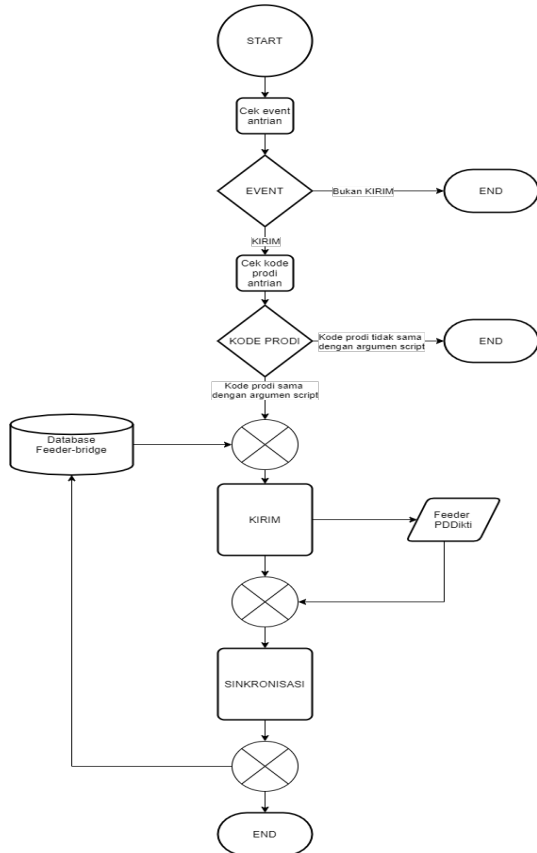 START
Cek event
antrian
EVENT
Bukan KIRIM
END
KIRIM
Cek kode
prodi
antrian
KODE PRODI
Kode prodi tidak sama
dengan argumen script
END
Kode prodi sama
dengan argumen script
Database
Feeder-bridge
KIRIM
Feeder
PDDikti
SINKRONISASI
END